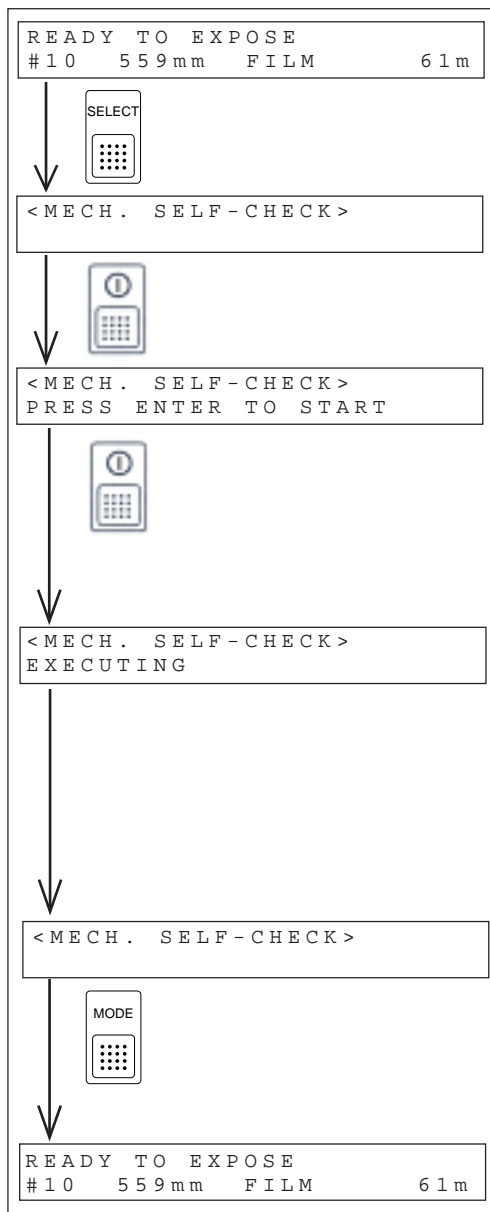 READY TO EXPOSE
#10 559mm FILM 61m
SELECT
<MECH. SELF-CHECK>
<MECH. SELF-CHECK>
PRESS ENTER TO START
<MECH. SELF-CHECK>
EXECUTING
<MECH. SELF-CHECK>
MODE
READY TO EXPOSE
#10 559mm FILM 61m